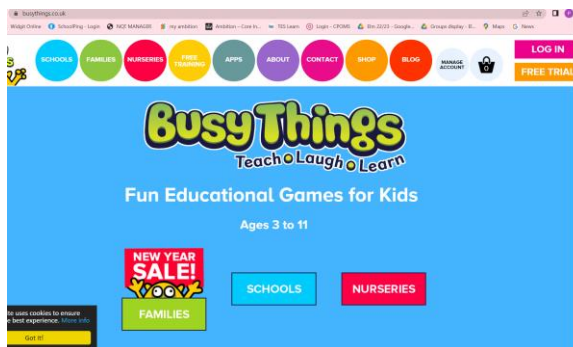 busythings.co.uk
Widgit Online SchoolPing - Login NCF MANAGER my ambition Ambition - Core In... TES Learn Login - CPOMS Elm 22/23 - Google... Groups display - R... Maps News
SCHOOLS FAMILIES NURSERIES FREE TRAINING APPS ABOUT CONTACT SHOP BLOG MANAGE ACCOUNT 0 LOG IN
FREE TRIAL
Busy Things
Teach Laugh Learn
Fun Educational Games for Kids
Ages 3 to 11
NEW YEAR
SALE!
FAMILIES
SCHOOLS
NURSERIES
te uses cookies to ensure
e best experience. More info
Got it!